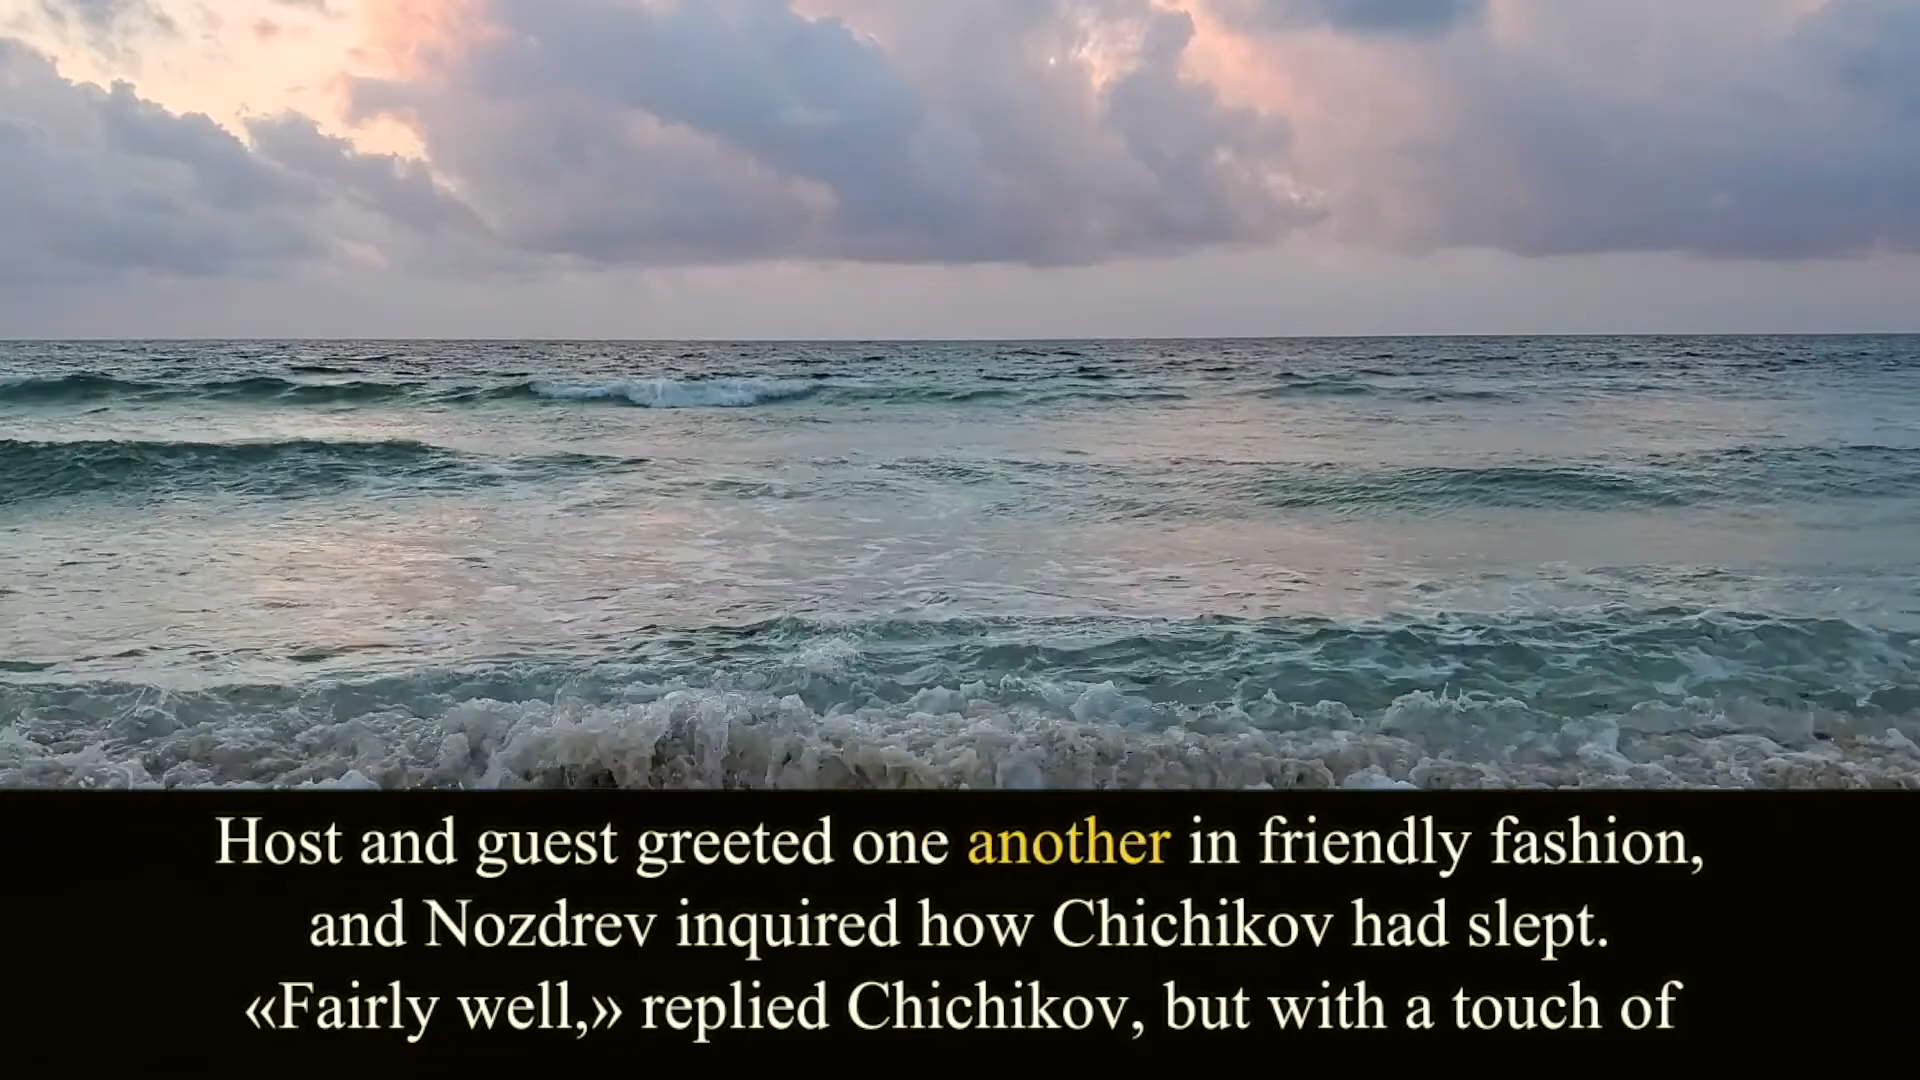 Host and guest greeted one another in friendly fashion,
and Nozdrev inquired how Chichikov had slept.
«Fairly well,» replied Chichikov, but with a touch of